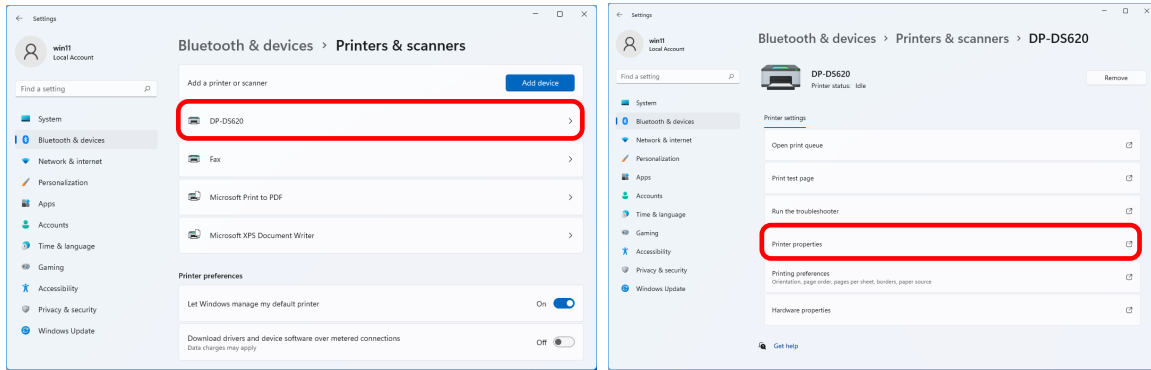 Settings
win11
Local Account
Find a setting
System
Bluetooth & devices
Network & internet
Personalization
Apps
Accounts
Time & language
Gaming
Accessibility
Privacy & security
Windows Update
Bluetooth & devices > Printers & scanners
Add a printer or scanner
Add device
DP-DS620
Fax
Microsoft Print to PDF
Microsoft XPS Document Writer
Printer preferences
Let Windows manage my default printer
On
Download drivers and device software over metered connections
Data charges may apply
Off
Settings
win11
Local Account
Find a setting
System
Bluetooth & devices
Network & internet
Personalization
Apps
Accounts
Time & language
Gaming
Accessibility
Privacy & security
Windows Update
Bluetooth & devices > Printers & scanners > DP-DS620
DP-DS620
Printer status: Idle
Remove
Printer settings
Open print queue
Print test page
Run the troubleshooter
Printer properties
Printing preferences
Orientation, page order, pages per sheet, borders, paper source
Hardware properties
Get help